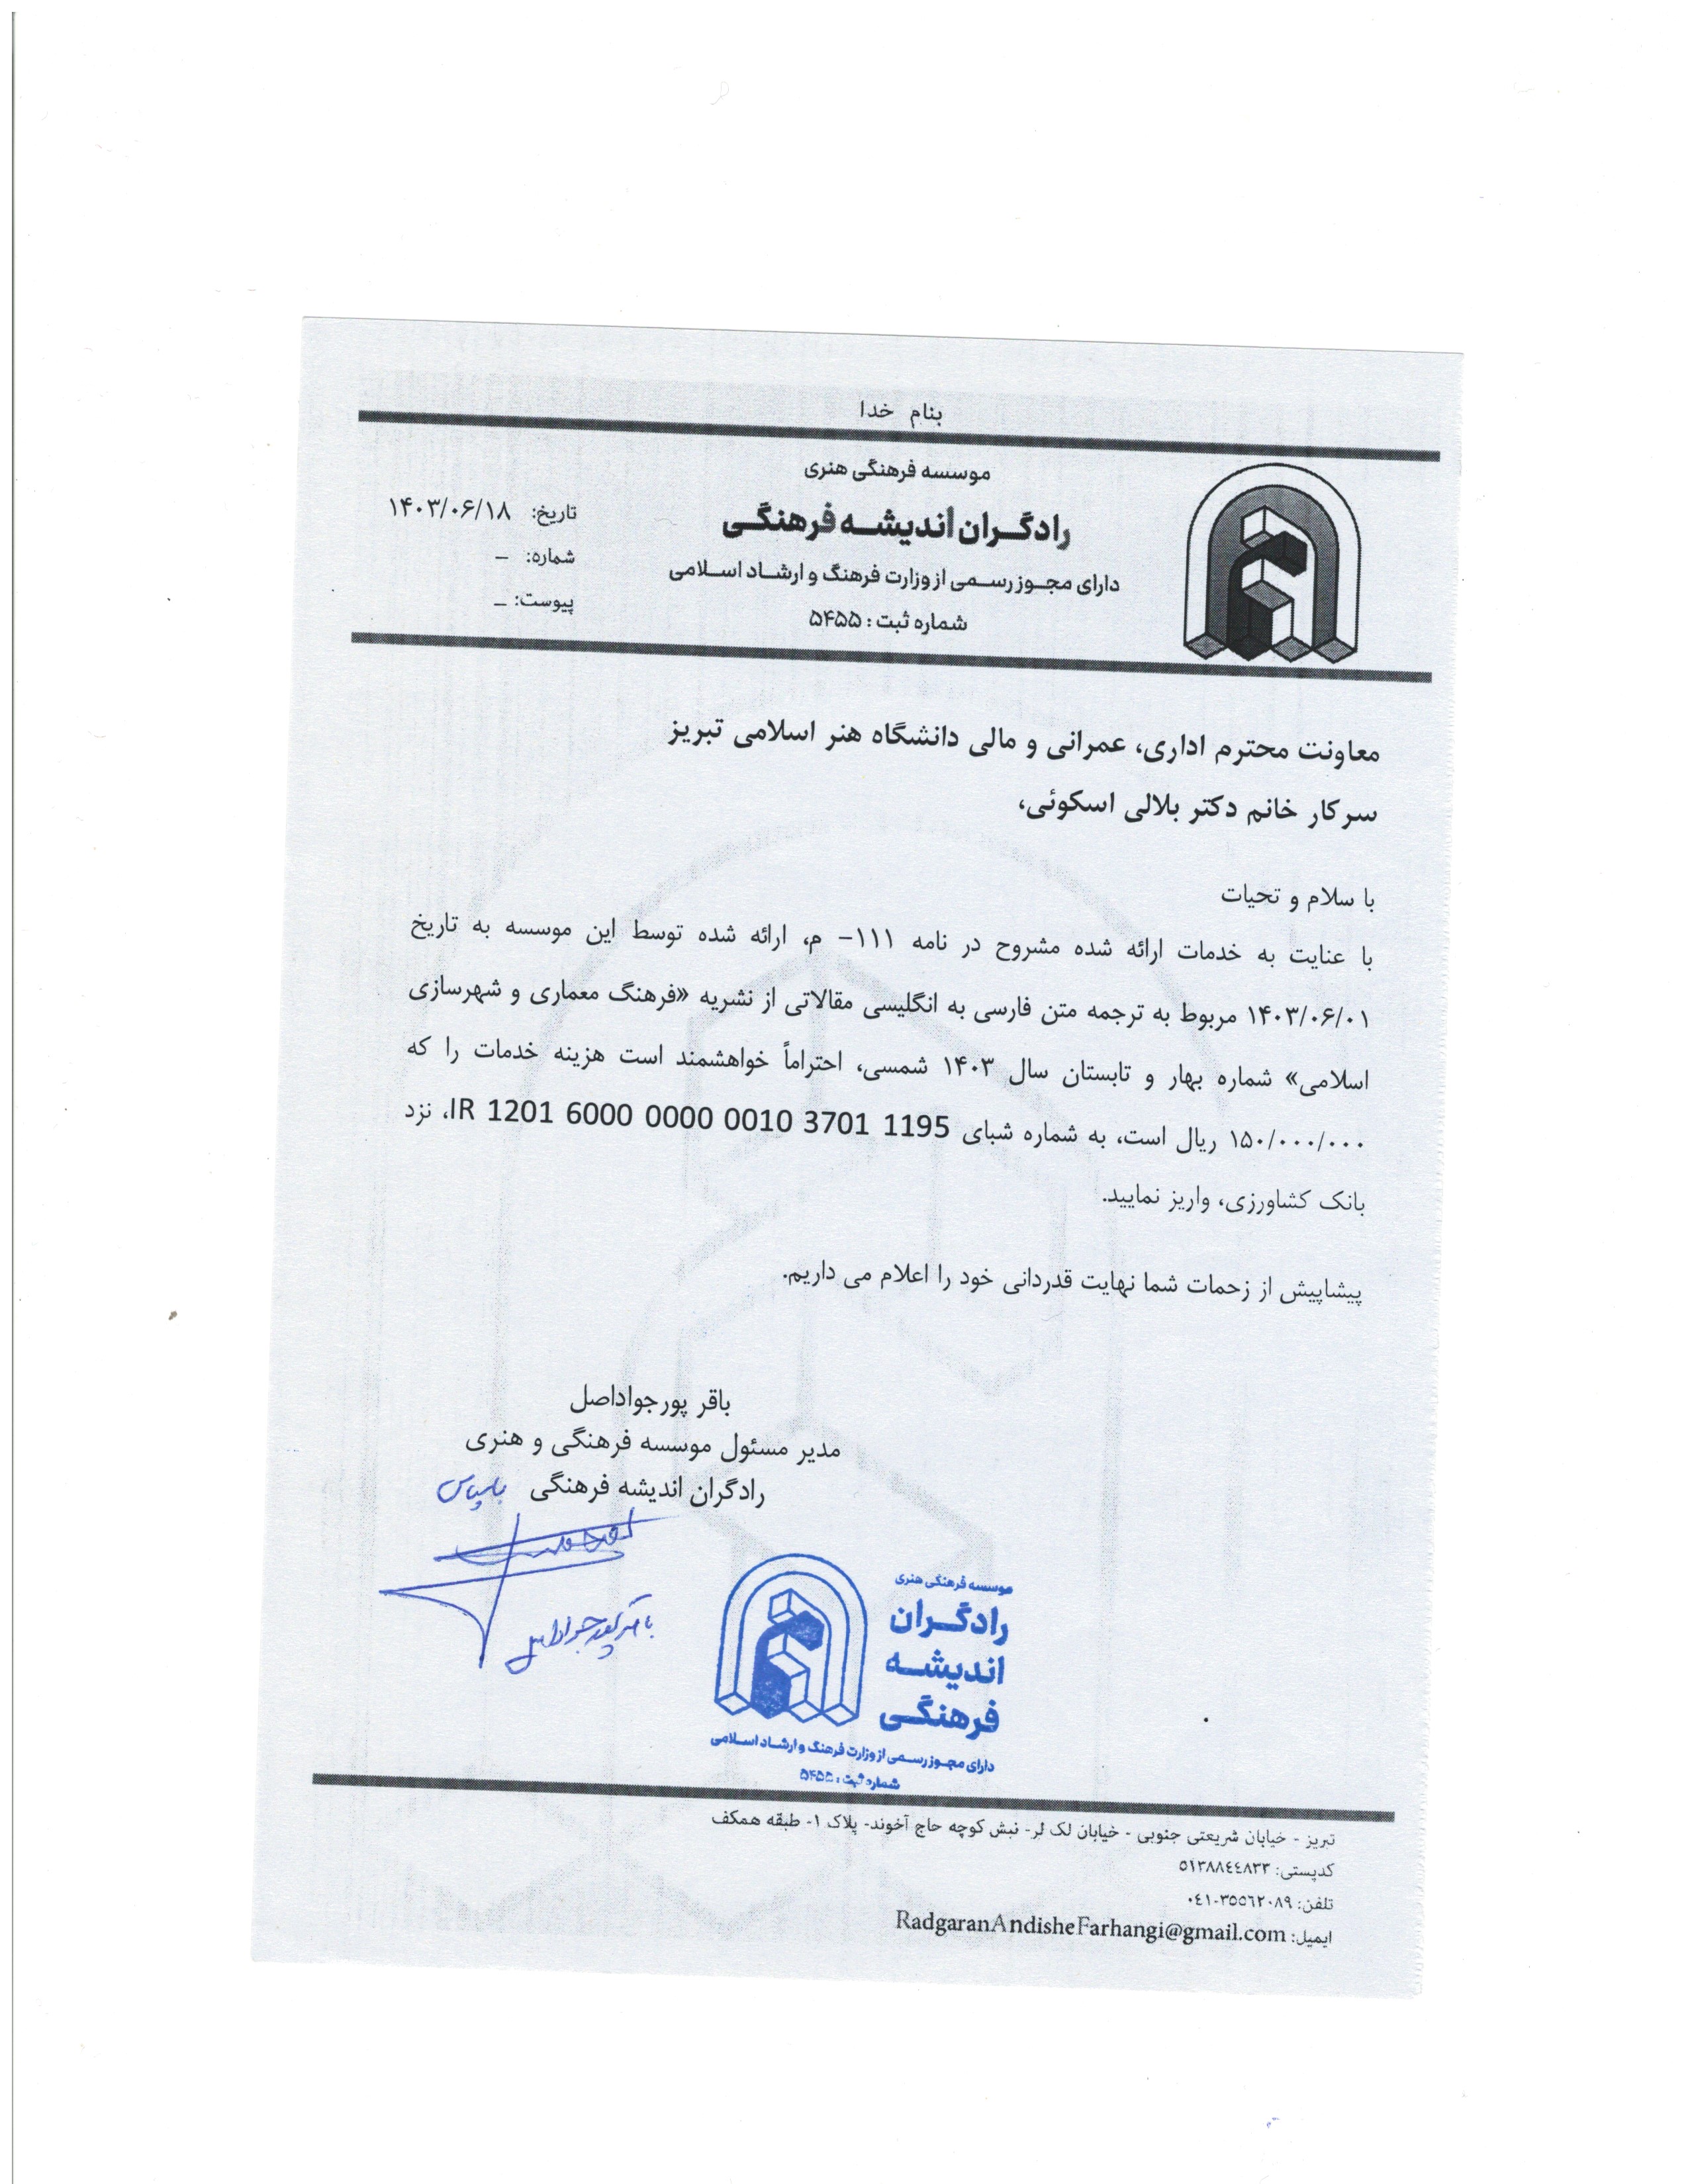 بنام خدا
موسسه فرهنگی هنری
رادگران اندیشه فرهنگی
دارای مجوز رسمی از وزارت فرهنگ و ارشاد اسلامی
شماره ثبت : ۵۴۵۵
تاریخ: ۱۴۰۳/۰۶/۱۸
شماره: –
پیوست: –
معاونت محترم اداری، عمرانی و مالی دانشگاه هنر اسلامی تبریز
سرکار خانم دکتر بلالی اسکوئی،
با سلام و تحیات
با عنایت به خدمات ارائه شده مشروح در نامه ۱۱۱– م، ارائه شده توسط این موسسه به تاریخ
۱۴۰۳/۰۶/۰۱ مربوط به ترجمه متن فارسی به انگلیسی مقالاتی از نشریه «فرهنگ معماری و شهرسازی
اسلامی» شماره بهار و تابستان سال ۱۴۰۳ شمسی، احتراماً خواهشمند است هزینه خدمات را که
۱۵۰/۰۰۰/۰۰۰ ریال است، به شماره شبای IR 1201 6000 0000 0010 3701 1195، نزد
بانک کشاورزی، واریز نمایید.
پیشاپیش از زحمات شما نهایت قدردانی خود را اعلام می داریم.
باقر پورجواداصل
مدیر مسئول موسسه فرهنگی و هنری
رادگران اندیشه فرهنگی باسپاس
باقر پورجواداصل
موسسه فرهنگی هنری
رادگران
اندیشه
فرهنگی
دارای مجوز رسمی از وزارت فرهنگ و ارشاد اسلامی
شماره ثبت : ۵۴۵۵
تبریز - خیابان شریعتی جنوبی - خیابان لک لر- نبش کوچه حاج آخوند- پلاک ۱- طبقه همکف
کدپستی: ٥١٣٨٨٤٤٨٣٣
تلفن: ٠٤١-٣٥٥٦٢٠٨٩
ایمیل: RadgaranAndisheFarhangi@gmail.com